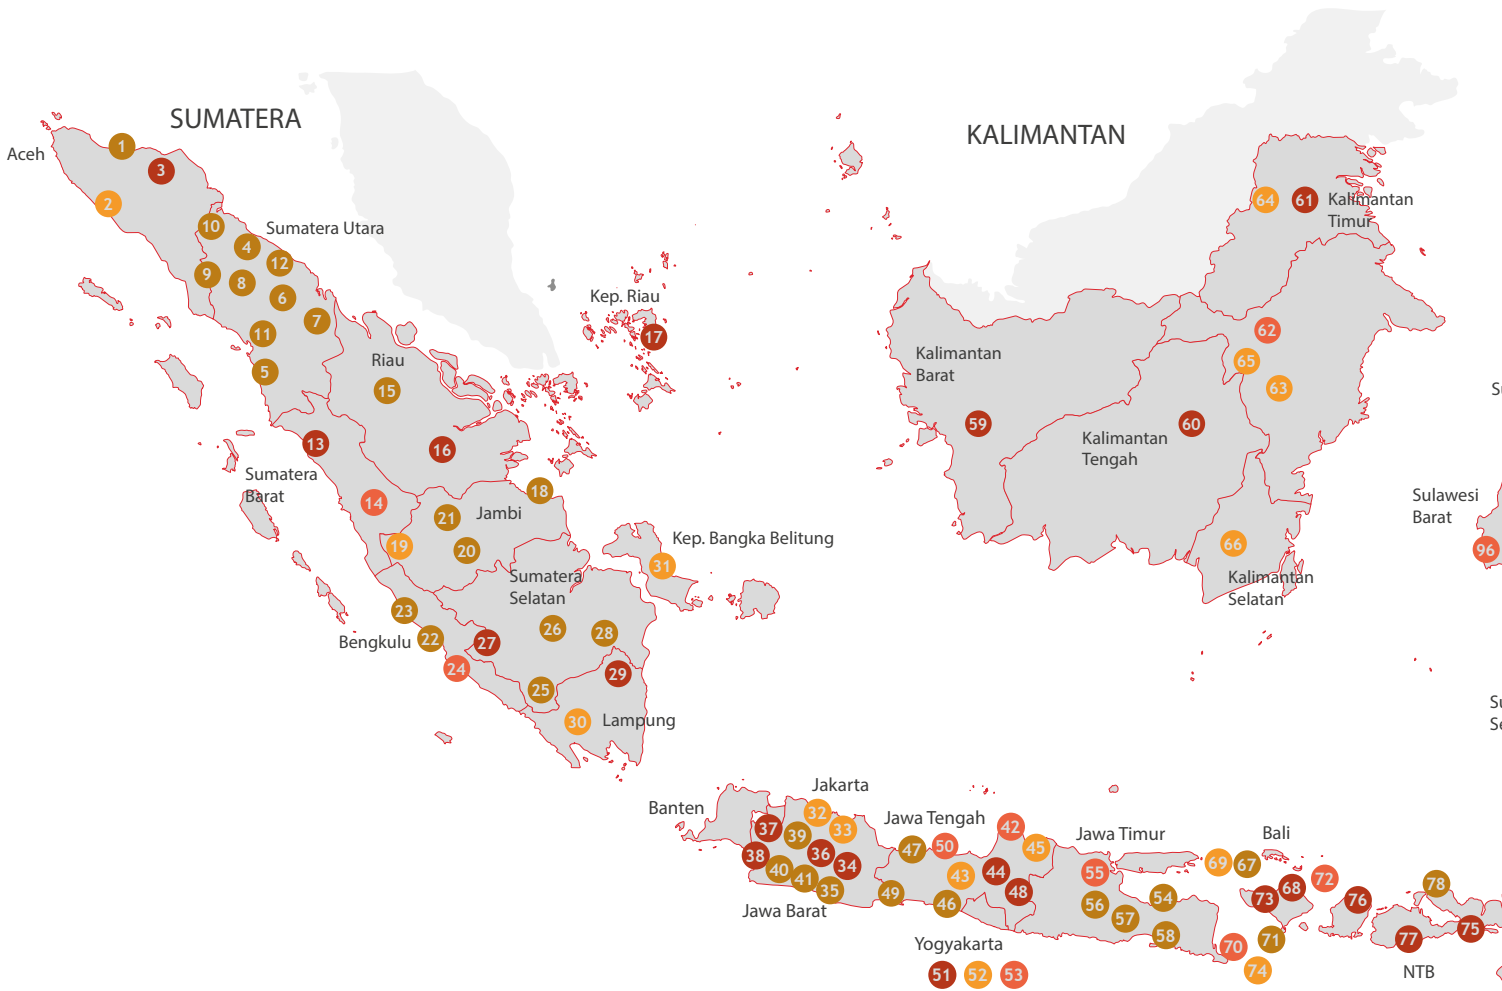 SUMATERA
KALIMANTAN
Aceh
1
3
2
10
Sumatera Utara
4
12
9
8
6
7
11
5
Riau
15
Kep. Riau
17
13
16
Sumatera
Barat
14
18
21
Jambi
19
20
Kep. Bangka Belitung
31
Sumatera
Selatan
23
26
28
Bengkulu
22
27
24
29
25
30
Lampung
64
61
Kalimantan
Timur
62
65
63
Kalimantan
Barat
59
60
Kalimantan
Tengah
66
Kalimantan
Selatan
Su
Sulawesi
Barat
96
Su
Se
Banten
Jakarta
32
33
37
39
38
36
34
40
41
35
Jawa Barat
Jawa Tengah
47
50
42
45
43
44
48
49
46
Yogyakarta
51
52
53
Jawa Timur
55
54
56
57
58
Bali
69
67
68
72
73
70
71
74
76
78
77
75
NTB